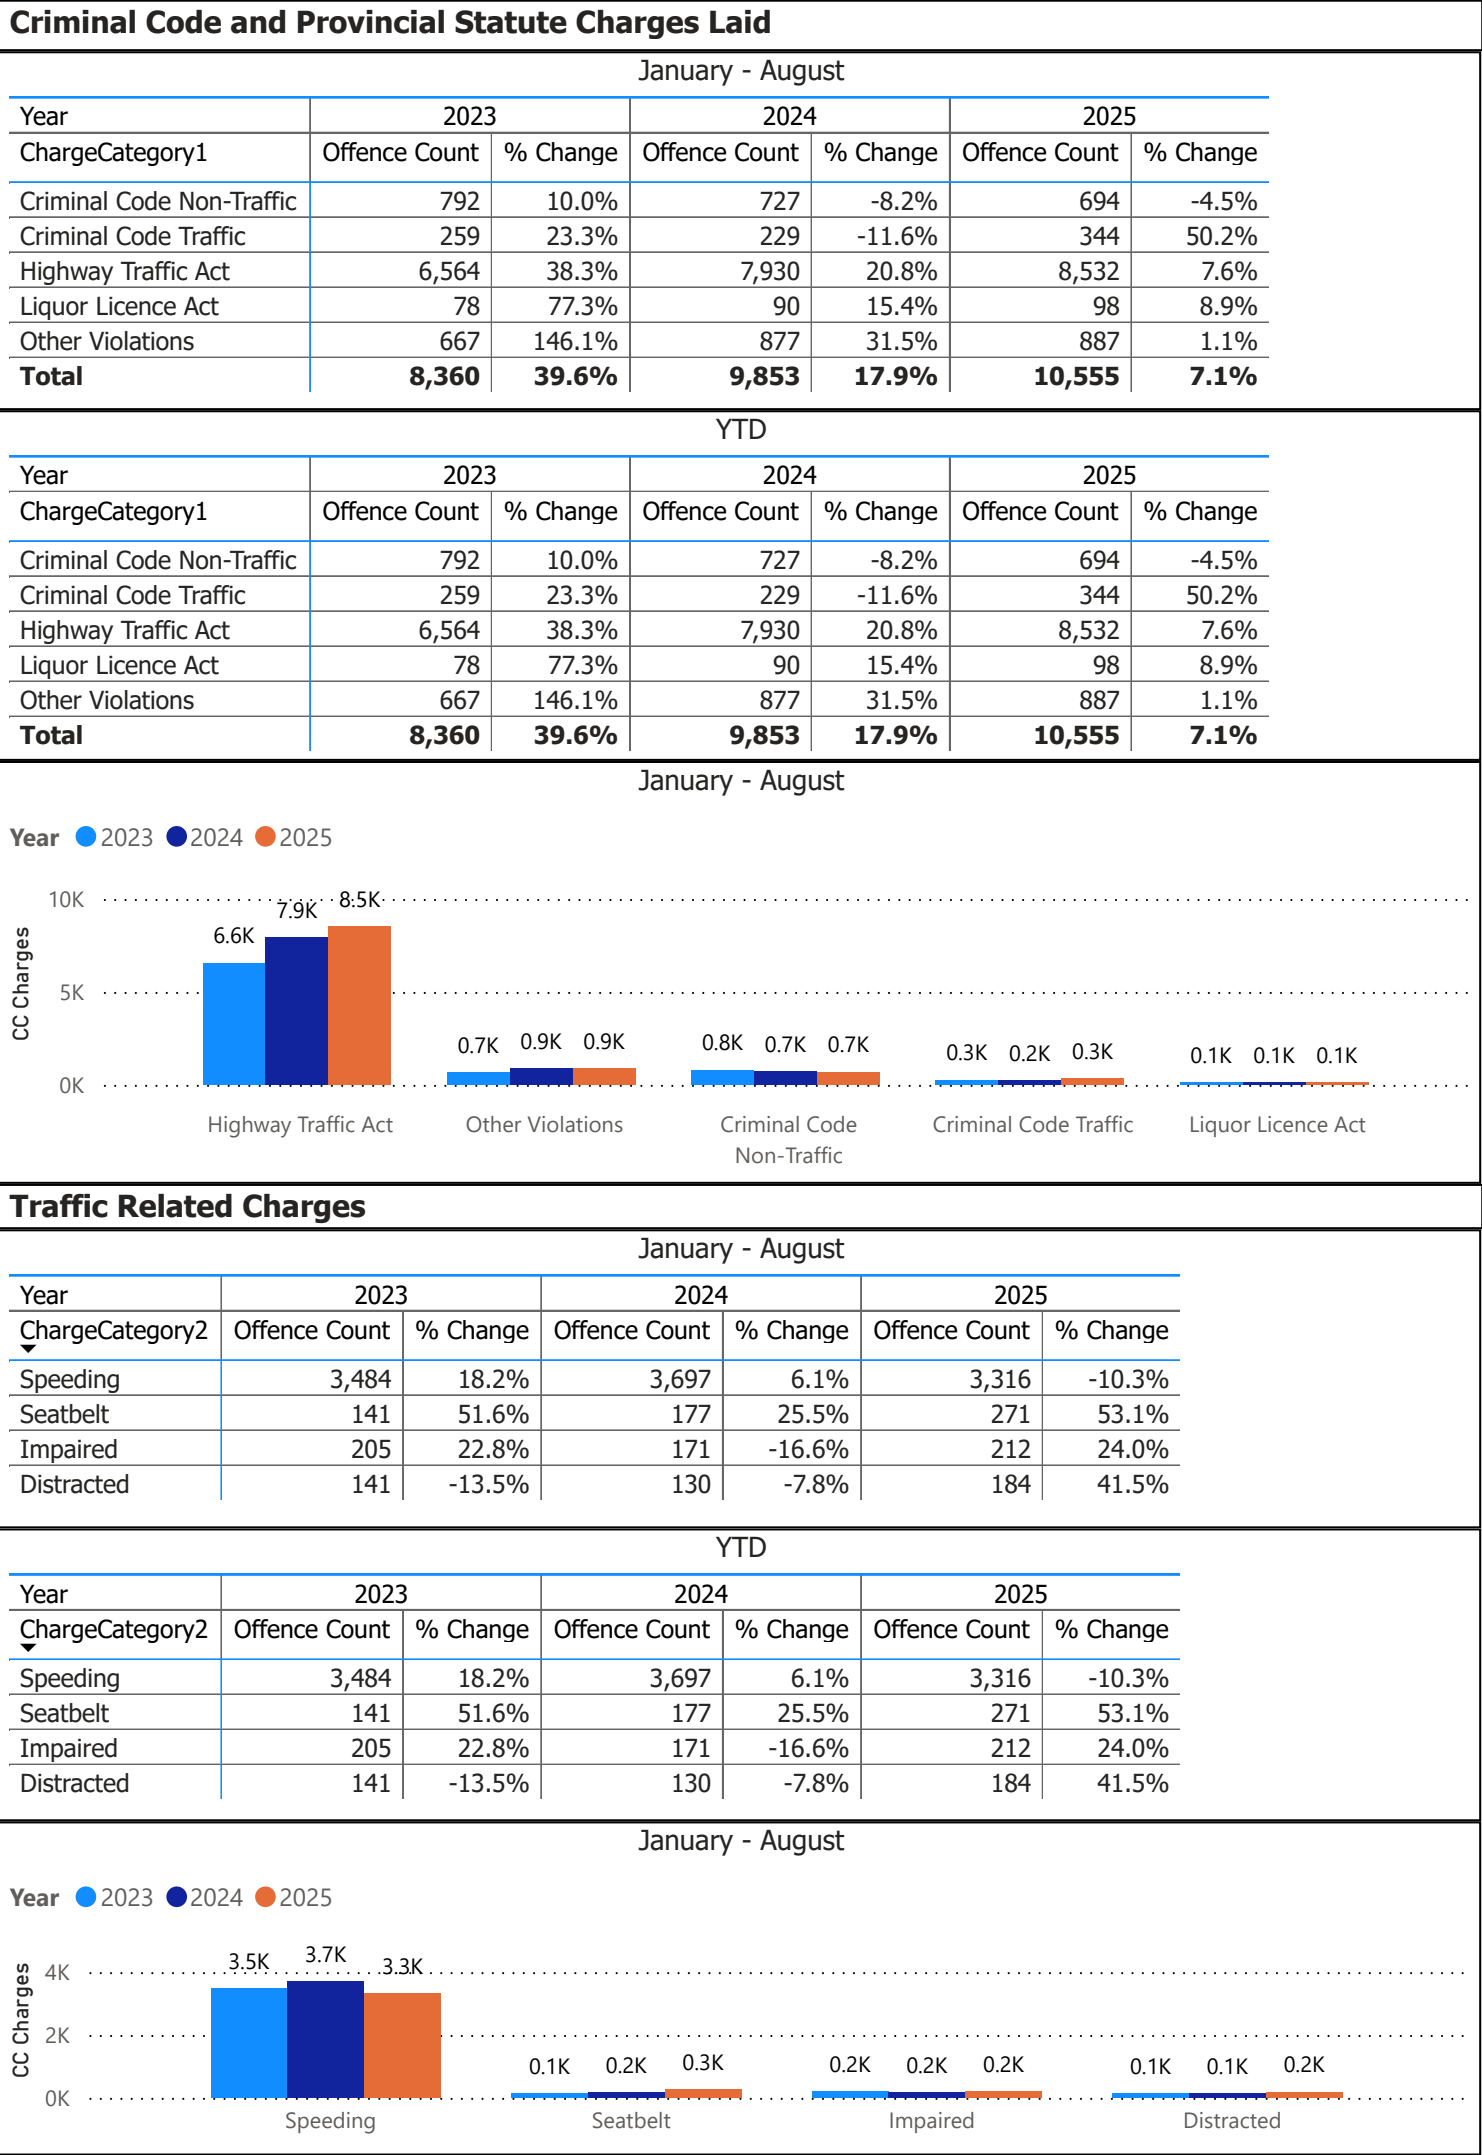 Criminal Code and Provincial Statute Charges Laid
January - August
Year 2023 2024 2025
ChargeCategory1 Offence Count % Change Offence Count % Change Offence Count % Change
Criminal Code Non-Traffic 792 10.0% 727 -8.2% 694 -4.5%
Criminal Code Traffic 259 23.3% 229 -11.6% 344 50.2%
Highway Traffic Act 6,564 38.3% 7,930 20.8% 8,532 7.6%
Liquor Licence Act 78 77.3% 90 15.4% 98 8.9%
Other Violations 667 146.1% 877 31.5% 887 1.1%
Total 8,360 39.6% 9,853 17.9% 10,555 7.1%
YTD
Year 2023 2024 2025
ChargeCategory1 Offence Count % Change Offence Count % Change Offence Count % Change
Criminal Code Non-Traffic 792 10.0% 727 -8.2% 694 -4.5%
Criminal Code Traffic 259 23.3% 229 -11.6% 344 50.2%
Highway Traffic Act 6,564 38.3% 7,930 20.8% 8,532 7.6%
Liquor Licence Act 78 77.3% 90 15.4% 98 8.9%
Other Violations 667 146.1% 877 31.5% 887 1.1%
Total 8,360 39.6% 9,853 17.9% 10,555 7.1%
January - August
Year 2023 2024 2025
CC Charges
10K
5K
0K
6.6K 7.9K 8.5K
0.7K 0.9K 0.9K
0.8K 0.7K 0.7K
0.3K 0.2K 0.3K
0.1K 0.1K 0.1K
Highway Traffic Act Other Violations Criminal Code Criminal Code Traffic Liquor Licence Act
Non-Traffic
Traffic Related Charges
January - August
Year 2023 2024 2025
ChargeCategory2 Offence Count % Change Offence Count % Change Offence Count % Change
Speeding 3,484 18.2% 3,697 6.1% 3,316 -10.3%
Seatbelt 141 51.6% 177 25.5% 271 53.1%
Impaired 205 22.8% 171 -16.6% 212 24.0%
Distracted 141 -13.5% 130 -7.8% 184 41.5%
YTD
Year 2023 2024 2025
ChargeCategory2 Offence Count % Change Offence Count % Change Offence Count % Change
Speeding 3,484 18.2% 3,697 6.1% 3,316 -10.3%
Seatbelt 141 51.6% 177 25.5% 271 53.1%
Impaired 205 22.8% 171 -16.6% 212 24.0%
Distracted 141 -13.5% 130 -7.8% 184 41.5%
January - August
Year 2023 2024 2025
CC Charges
4K
2K
0K
3.5K 3.7K 3.3K
0.1K 0.2K 0.3K
0.2K 0.2K 0.2K
0.1K 0.1K 0.2K
Speeding Seatbelt Impaired Distracted